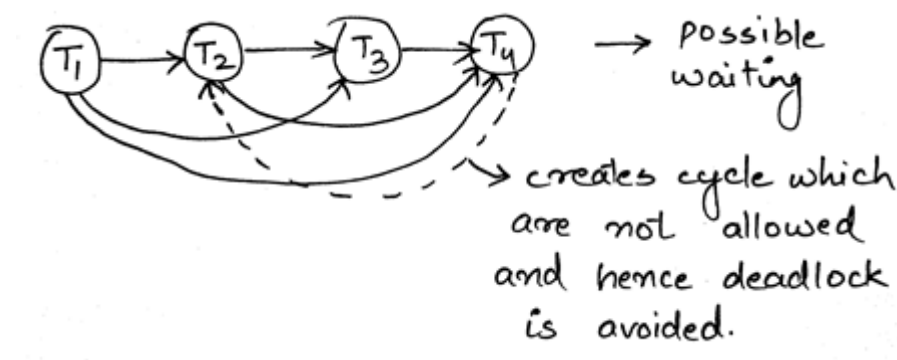 T1 T2 T3 T4 → possible
waiting
creates cycle which
are not allowed
and hence deadlock
is avoided.